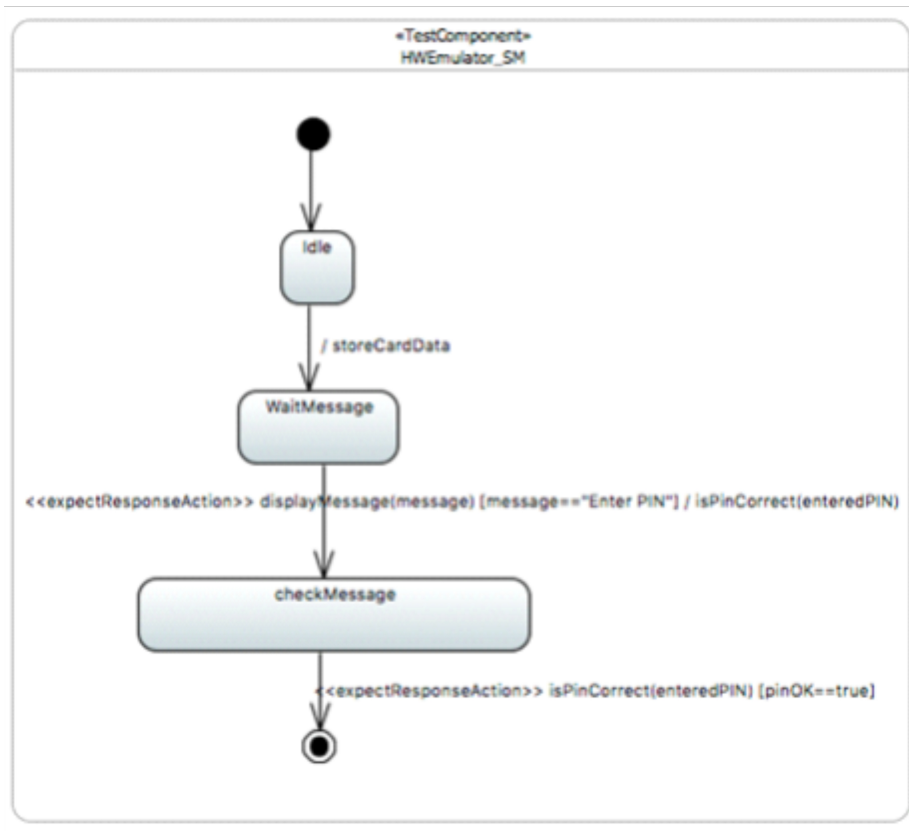 «TestComponent»
HWEmulator_SM
Idle
/ storeCardData
WaitMessage
<<expectResponseAction>> displayMessage(message) [message=="Enter PIN"] / isPinCorrect(enteredPIN)
checkMessage
<<expectResponseAction>> isPinCorrect(enteredPIN) [pinOK==true]